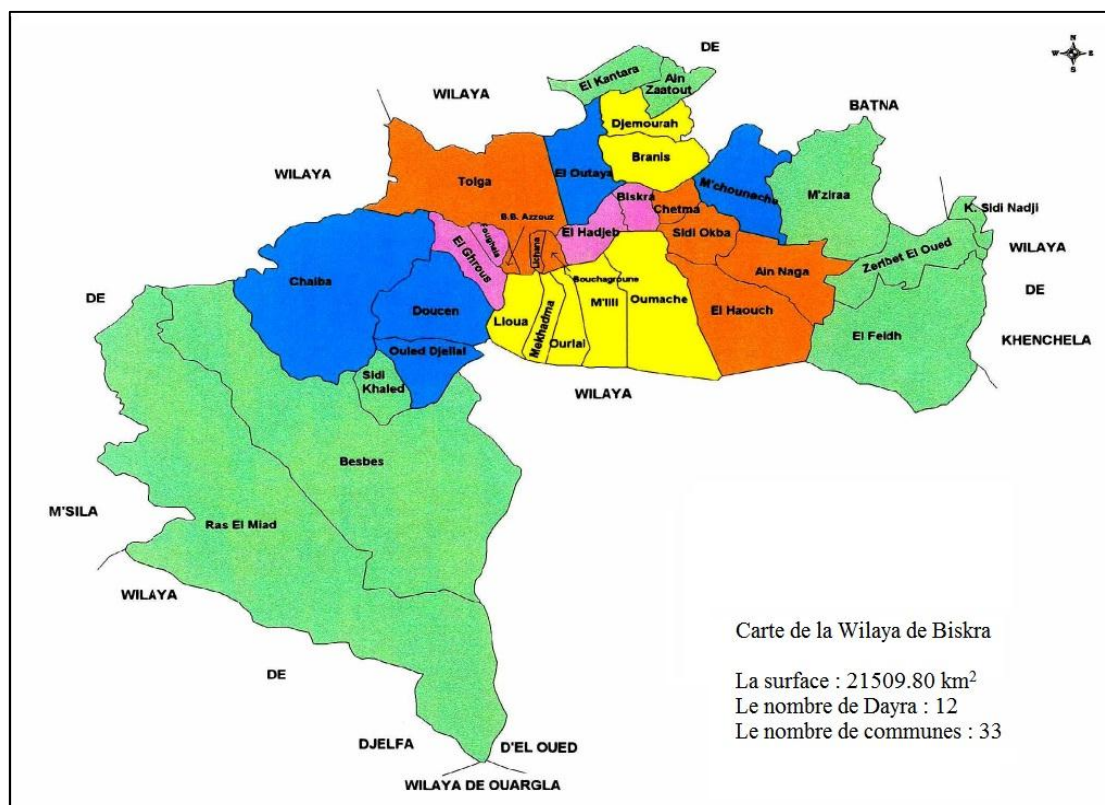 N
W E
S
DE
El Kantara
Ain
Zaatout
WILAYA
BATNA
Djemourah
Branis
WILAYA
Tolga
El Outaya
M'chounachu
M'ziraa
Biskra
Chetma
K. Sidi Nadji
B.B. Azzouz
El Hadjeb
Sidi Okba
WILAYA
Foughala
Lichana
El Ghrous
Zeribet El Oued
Ain Naga
Chaiba
Bouchagroune
DE
DE
Doucen
Lioua
Mekhadma
Ourlal
M'lili
Oumache
El Haouch
El Feidh
KHENCHELA
Ouled Djellal
Sidi
Khaled
WILAYA
Besbes
M'SILA
Ras El Miad
WILAYA
DE
DJELFA
D'EL OUED
WILAYA DE OUARGLA
Carte de la Wilaya de Biskra
La surface : 21509.80 km²
Le nombre de Dayra : 12
Le nombre de communes : 33